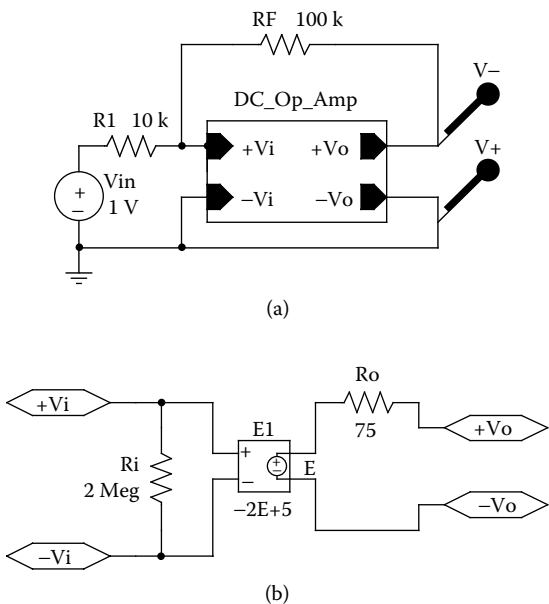 RF 100 k
V−
DC_Op_Amp
R1 10 k
+Vi +Vo
V+
Vin
+
−
1 V
−Vi −Vo
(a)
Ro
+Vi
75
+Vo
E1
Ri
2 Meg
+
−
+
−
E
−2E+5
−Vi
−Vo
(b)